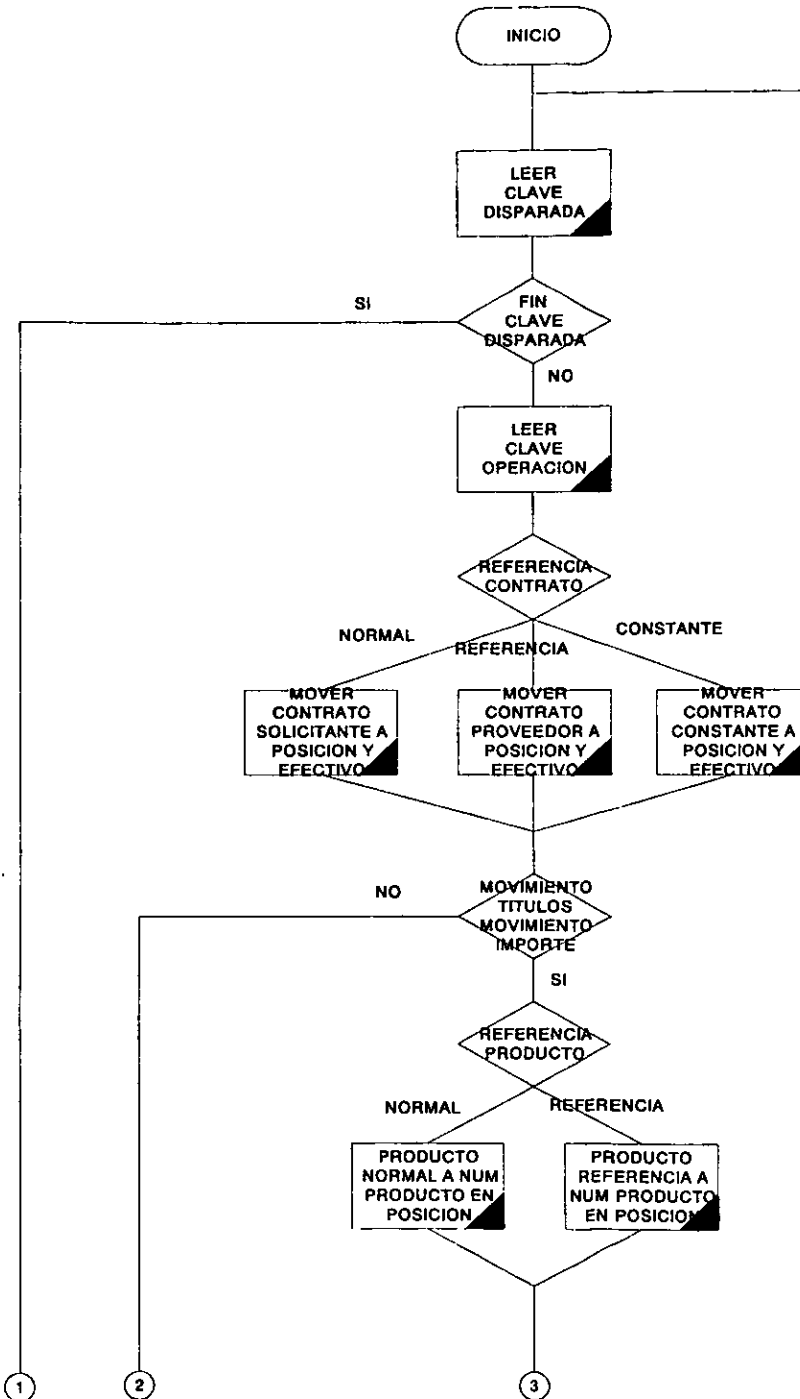 INICIO
LEER
CLAVE
DISPARADA
SI
FIN
CLAVE
DISPARADA
NO
LEER
CLAVE
OPERACION
REFERENCIA
CONTRATO
NORMAL
REFERENCIA
CONSTANTE
MOVER
CONTRATO
SOLICITANTE A
POSICION Y
EFECTIVO
MOVER
CONTRATO
PROVEEDOR A
POSICION Y
EFECTIVO
MOVER
CONTRATO
CONSTANTE A
POSICION Y
EFECTIVO
NO
MOVIMIENTO
TITULOS
MOVIMIENTO
IMPORTE
SI
REFERENCIA
PRODUCTO
NORMAL
REFERENCIA
PRODUCTO
NORMAL A NUM
PRODUCTO EN
POSICION
PRODUCTO
REFERENCIA A
NUM PRODUCTO
EN POSICION
1
2
3